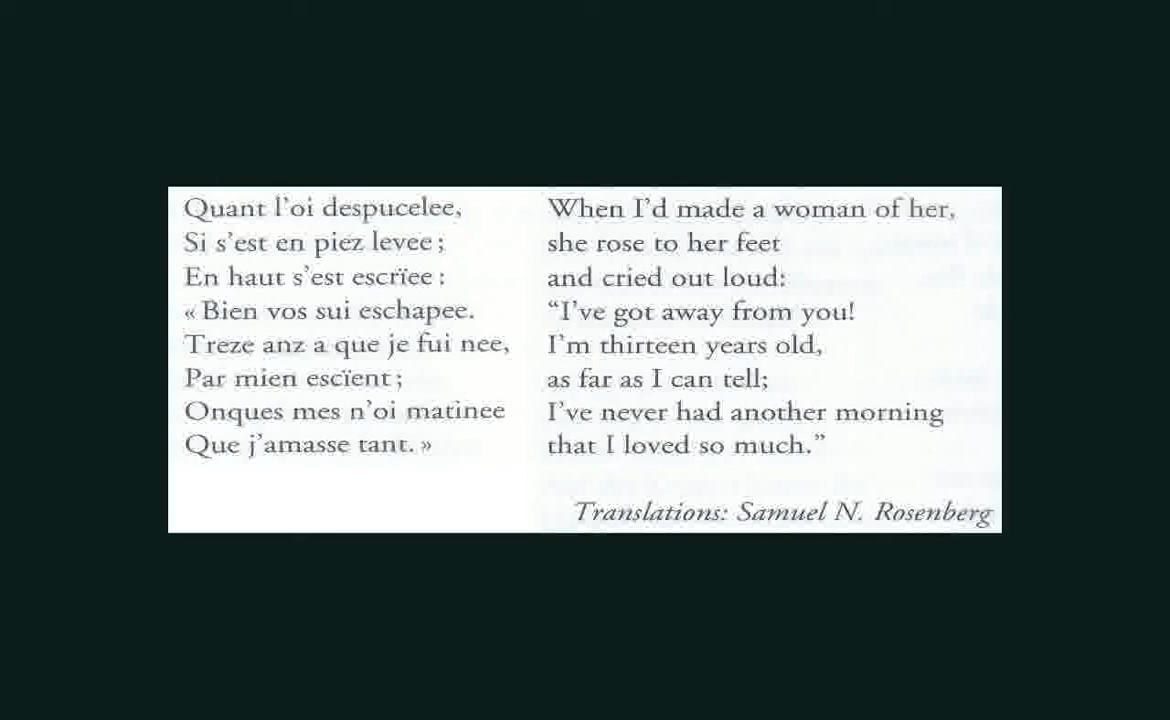 Quant l'oi despucelee,
Si s'est en piez levee ;
En haut s'est escrïee :
« Bien vos sui eschapee.
Treze anz a que je fui nee,
Par mien escïent ;
Onques mes n'oi matinee
Que j'amasse tant. »
When I'd made a woman of her,
she rose to her feet
and cried out loud:
“I've got away from you!
I'm thirteen years old,
as far as I can tell;
I've never had another morning
that I loved so much.”
Translations: Samuel N. Rosenberg